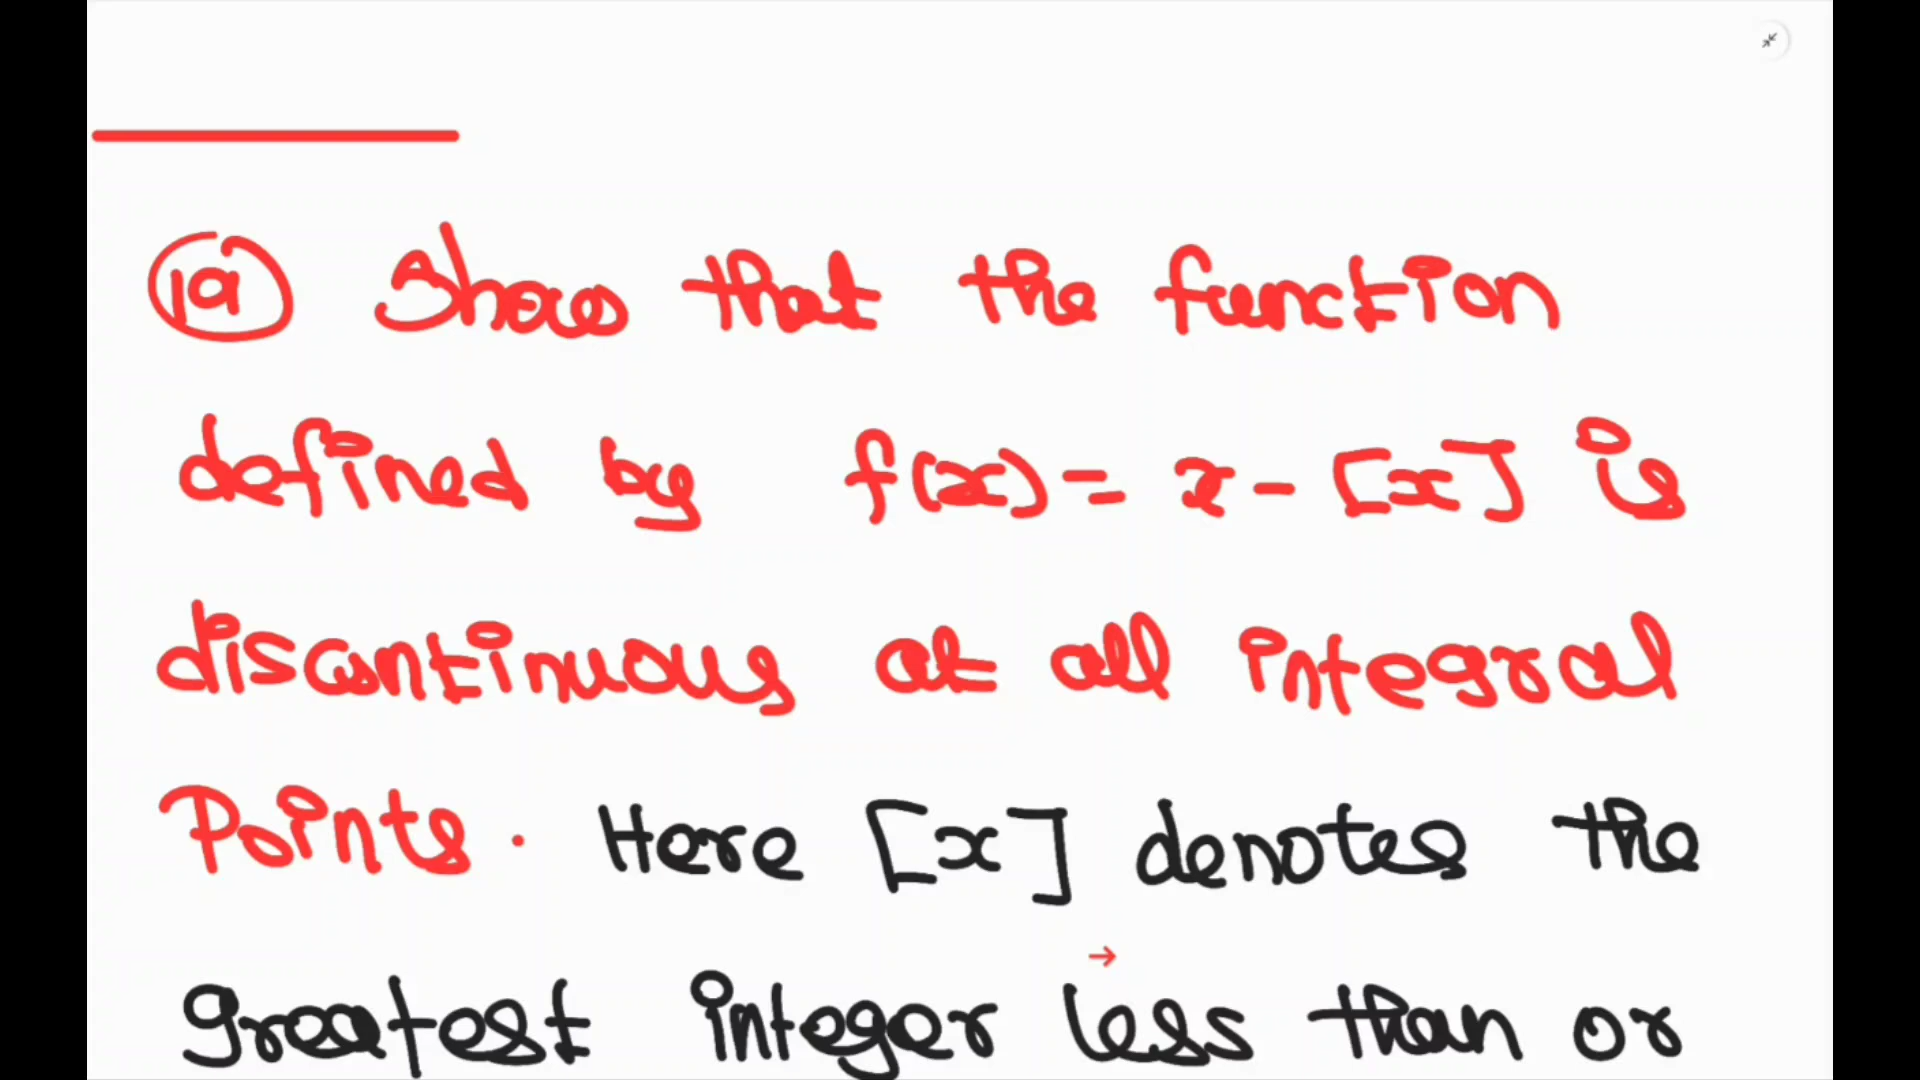 19 Show that the function
defined by f(x) = x - [x] is
discontinuous at all integral
Points. Here [x] denotes the
greatest integer less than or